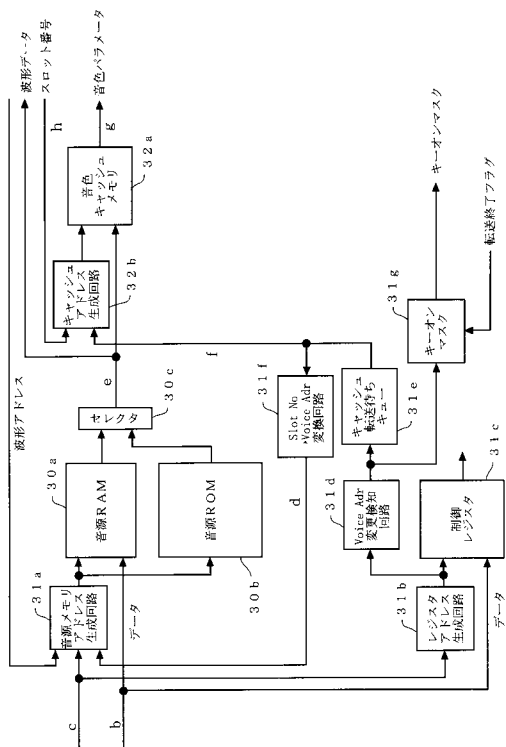 波形アドレス
波形データ
スロット番号
h
音色パラメータ
g
音色
キャッシュ
メモリ
32a
キャッシュ
アドレス
生成回路
32b
e
f
セレクタ
30c
音源RAM
30a
音源ROM
30b
音源メモリ
アドレス
生成回路
31a
データ
c
b
d
Slot No
→Voice Adr
変換回路
31f
キャッシュ
転送待ち
キュー
31e
Voice Adr
変更検知
回路
31d
キーオン
マスク
31g
キーオンマスク
転送終了フラグ
制御
レジスタ
31c
レジスタ
アドレス
生成回路
31b
データ